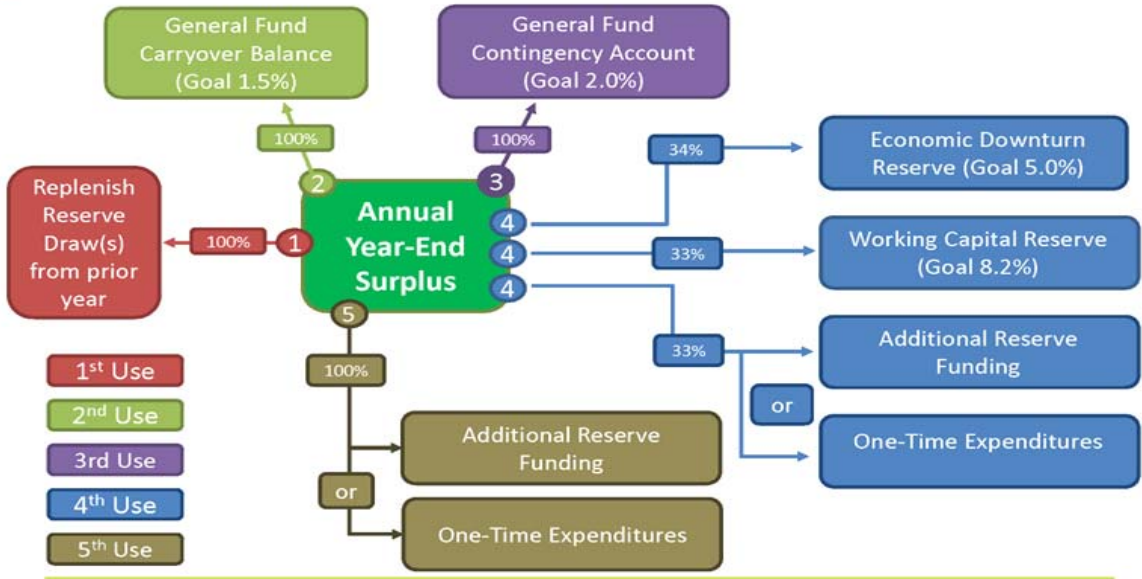 General Fund
Carryover Balance
(Goal 1.5%)
General Fund
Contingency Account
(Goal 2.0%)
100%
100%
34%
Economic Downturn
Reserve (Goal 5.0%)
Replenish
Reserve
Draw(s)
from prior
year
100%
1
2
3
Annual
Year-End
Surplus
4
4
4
5
33%
Working Capital Reserve
(Goal 8.2%)
33%
Additional Reserve
Funding
or
One-Time Expenditures
100%
Additional Reserve
Funding
or
One-Time Expenditures
1st Use
2nd Use
3rd Use
4th Use
5th Use